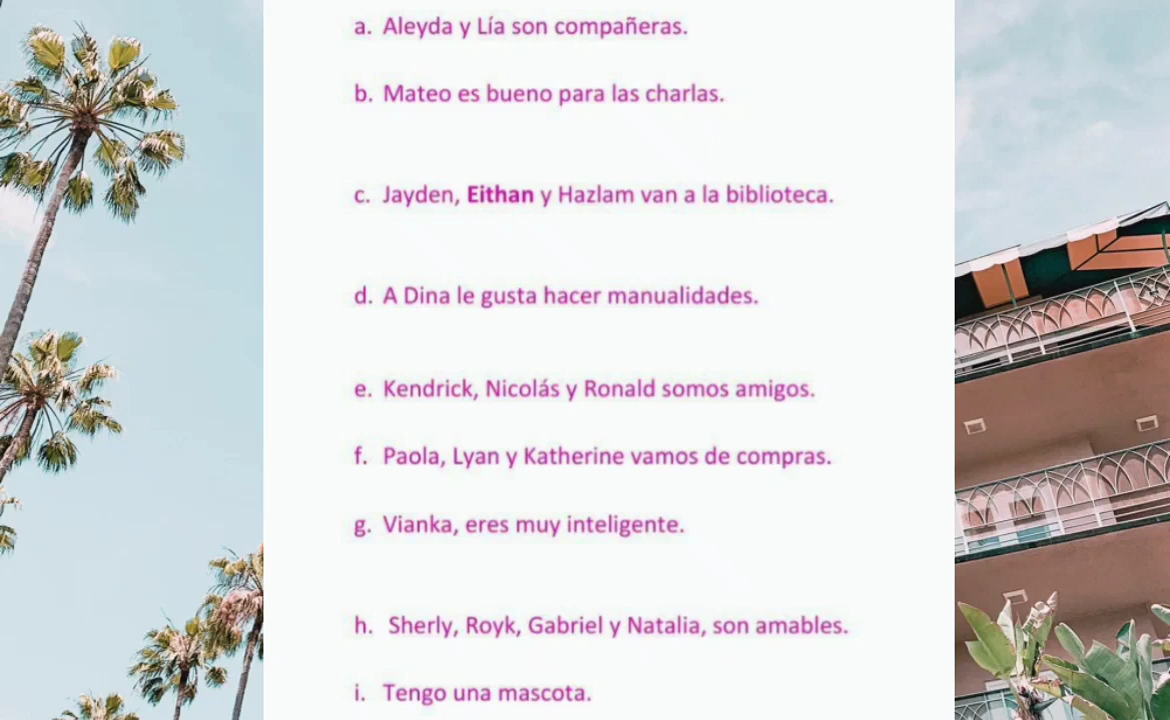 a. Aleyda y Lía son compañeras.
b. Mateo es bueno para las charlas.
c. Jayden, Eithan y Hazlam van a la biblioteca.
d. A Dina le gusta hacer manualidades.
e. Kendrick, Nicolás y Ronald somos amigos.
f. Paola, Lyan y Katherine vamos de compras.
g. Vianka, eres muy inteligente.
h. Sherly, Royk, Gabriel y Natalia, son amables.
i. Tengo una mascota.